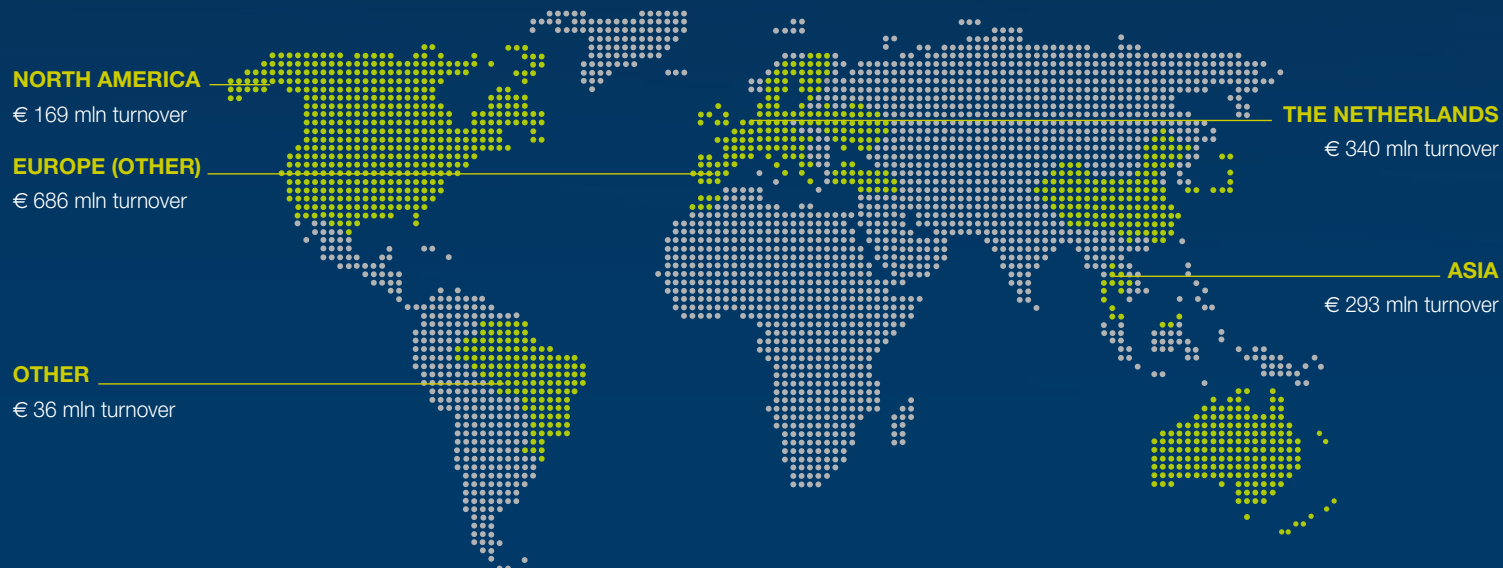 NORTH AMERICA
€ 169 mln turnover
EUROPE (OTHER)
€ 686 mln turnover
OTHER
€ 36 mln turnover
THE NETHERLANDS
€ 340 mln turnover
ASIA
€ 293 mln turnover